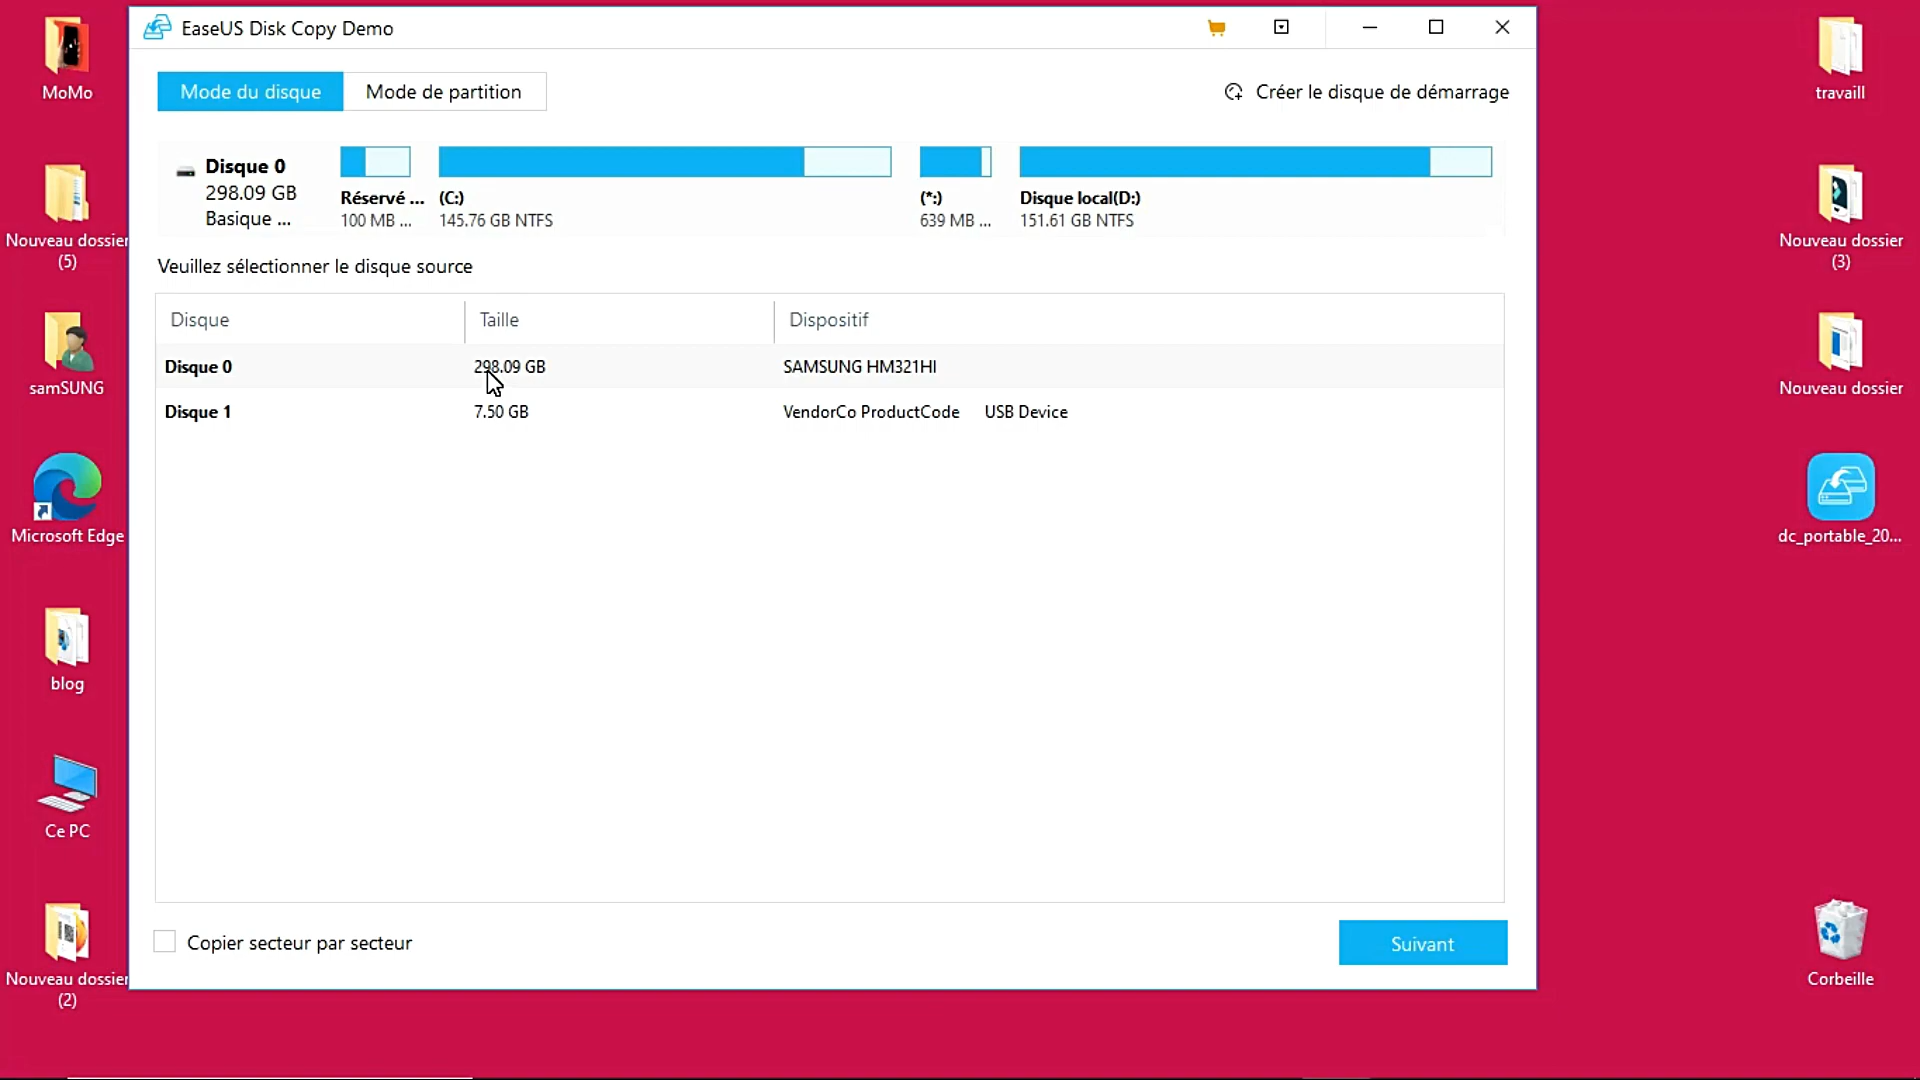 EaseUS Disk Copy Demo
Mode du disque
Mode de partition
Créer le disque de démarrage
Disque 0
298.09 GB
Basique ...
Réservé ...
100 MB ...
(C:)
145.76 GB NTFS
(*:)
639 MB ...
Disque local(D:)
151.61 GB NTFS
Veuillez sélectionner le disque source
Disque
Taille
Dispositif
Disque 0
298.09 GB
SAMSUNG HM321HI
Disque 1
7.50 GB
VendorCo ProductCode USB Device
Copier secteur par secteur
Suivant
MoMo
Nouveau dossier
(5)
samSUNG
Microsoft Edge
blog
Ce PC
Nouveau dossier
(2)
travaill
Nouveau dossier
(3)
Nouveau dossier
dc_portable_20...
Corbeille